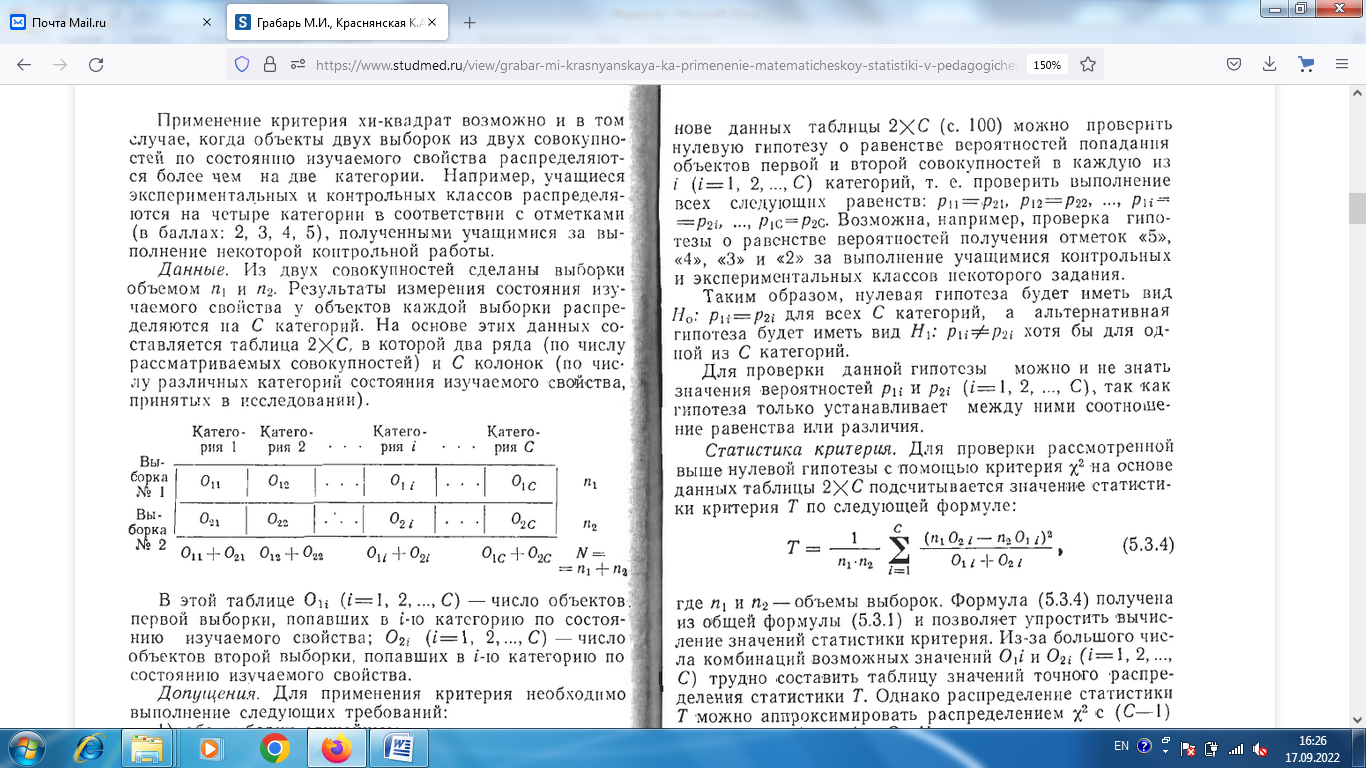 Почта Mail.ru
Грабарь М.И., Краснянская К.А
https://www.studmed.ru/view/grabar-mi-krasnyanskaya-ka-primenenie-matematicheskoy-statistiki-v-pedagogiches
150%
Применение критерия хи-квадрат возможно и в том
случае, когда объекты двух выборок из двух совокупно-
стей по состоянию изучаемого свойства распределяют-
ся более чем на две категории. Например, учащиеся
экспериментальных и контрольных классов распределя-
ются на четыре категории в соответствии с отметками
(в баллах: 2, 3, 4, 5), полученными учащимися за вы-
полнение некоторой контрольной работы.
Данные. Из двух совокупностей сделаны выборки
объемом n₁ и n₂. Результаты измерения состояния изу-
чаемого свойства у объектов каждой выборки распре-
деляются на C категорий. На основе этих данных со-
ставляется таблица 2×C, в которой два ряда (по числу
рассматриваемых совокупностей) и C колонок (по чис-
лу различных категорий состояния изучаемого свойства,
принятых в исследовании).
Катего- Катего- Катего- Катего-
рия 1 рия 2 · · · рия i · · · рия C
Вы-
борка
№ 1
O₁₁ O₁₂ . . . O₁ᵢ . . . O₁C n₁
Вы-
борка
№ 2
O₂₁ O₂₂ . . . O₂ᵢ . . . O₂C n₂
O₁₁ + O₂₁ O₁₂ + O₂₂ O₁ᵢ + O₂ᵢ O₁C + O₂C N =
= n₁ + n₂
В этой таблице O₁ᵢ (i=1, 2, ..., C) — число объектов
первой выборки, попавших в i-ю категорию по состоя-
нию изучаемого свойства; O₂ᵢ (i=1, 2, ..., C) — число
объектов второй выборки, попавших в i-ю категорию по
состоянию изучаемого свойства.
Допущения. Для применения критерия необходимо
выполнение следующих требований:
нове данных таблицы 2×C (с. 100) можно проверить
нулевую гипотезу о равенстве вероятностей попадания
объектов первой и второй совокупностей в каждую из
i (i=1, 2, ..., C) категорий, т. е. проверить выполнение
всех следующих равенств: p₁₁=p₂₁, p₁₂=p₂₂, ..., p₁ᵢ=
=p₂ᵢ, ..., p₁C=p₂C. Возможна, например, проверка гипо-
тезы о равенстве вероятностей получения отметок «5»,
«4», «3» и «2» за выполнение учащимися контрольных
и экспериментальных классов некоторого задания.
Таким образом, нулевая гипотеза будет иметь вид
H₀: p₁ᵢ=p₂ᵢ для всех C категорий, а альтернативная
гипотеза будет иметь вид H₁: p₁ᵢ≠p₂ᵢ хотя бы для од-
ной из C категорий.
Для проверки данной гипотезы можно и не знать
значения вероятностей p₁ᵢ и p₂ᵢ (i=1, 2, ..., C), так как
гипотеза только устанавливает между ними соотноше-
ние равенства или различия.
Статистика критерия. Для проверки рассмотренной
выше нулевой гипотезы с помощью критерия χ² на основе
данных таблицы 2×C подсчитывается значение статисти-
ки критерия T по следующей формуле:
T = 1/(n₁·n₂) ∑ᵢ₌₁^C (n₁O₂ᵢ — n₂O₁ᵢ)²/(O₁ᵢ + O₂ᵢ), (5.3.4)
где n₁ и n₂ — объемы выборок. Формула (5.3.4) получена
из общей формулы (5.3.1) и позволяет упростить вычис-
ление значений статистики критерия. Из-за большого чис-
ла комбинаций возможных значений O₁i и O₂ᵢ (i=1, 2, ...,
C) трудно составить таблицу значений точного распре-
деления статистики T. Однако распределение статистики
T можно аппроксимировать распределением χ² с (C—1)
EN
16:26
17.09.2022